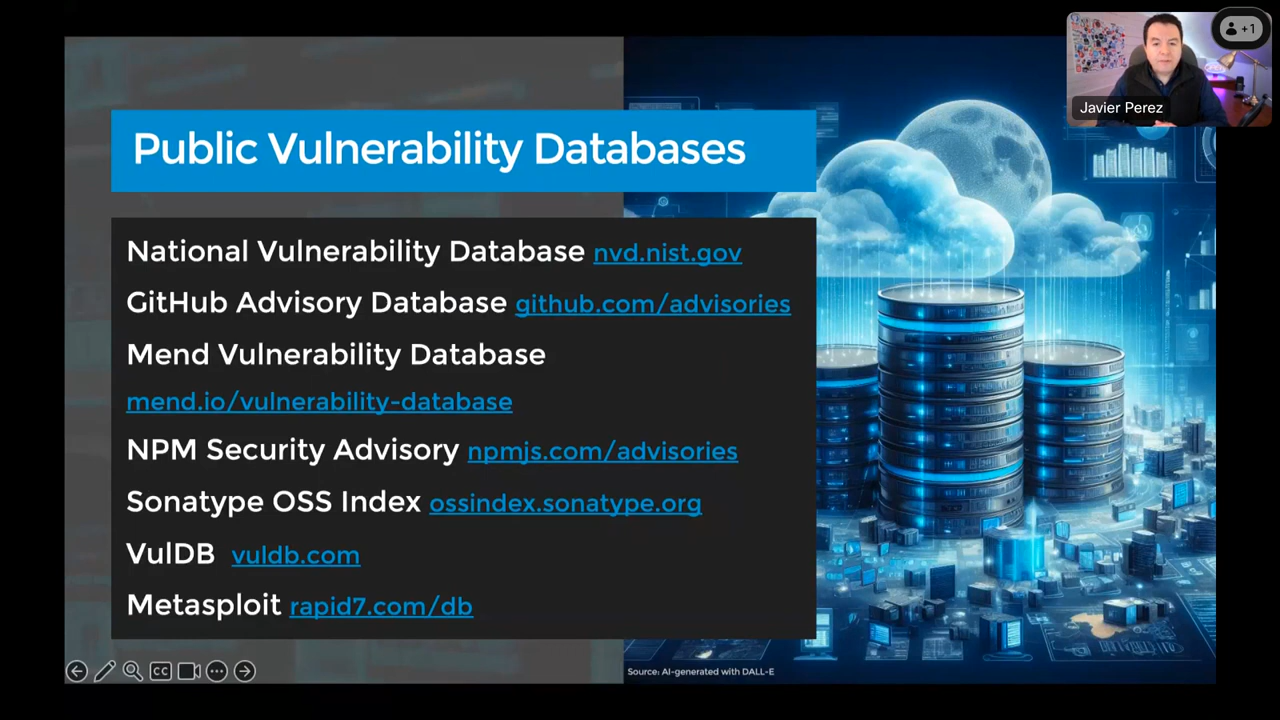 +1
Javier Perez
Public Vulnerability Databases
National Vulnerability Database nvd.nist.gov
GitHub Advisory Database github.com/advisories
Mend Vulnerability Database
mend.io/vulnerability-database
NPM Security Advisory npmjs.com/advisories
Sonatype OSS Index ossindex.sonatype.org
VulDB vuldb.com
Metasploit rapid7.com/db
CC
Source: AI-generated with DALL-E